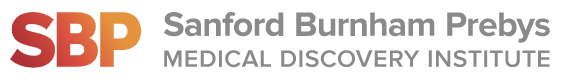 SBP
Sanford Burnham Prebys
MEDICAL DISCOVERY INSTITUTE